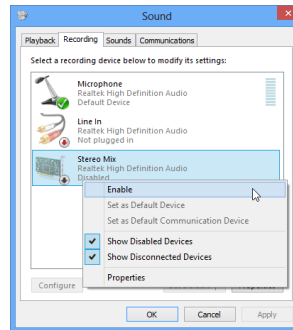 Sound
Playback Recording Sounds Communications
Select a recording device below to modify its settings:
Microphone
Realtek High Definition Audio
Default Device
Line In
Realtek High Definition Audio
Not plugged in
Stereo Mix
Realtek High Definition Audio
Disabled
Enable
Set as Default Device
Set as Default Communication Device
Show Disabled Devices
Show Disconnected Devices
Properties
Configure
OK Cancel Apply